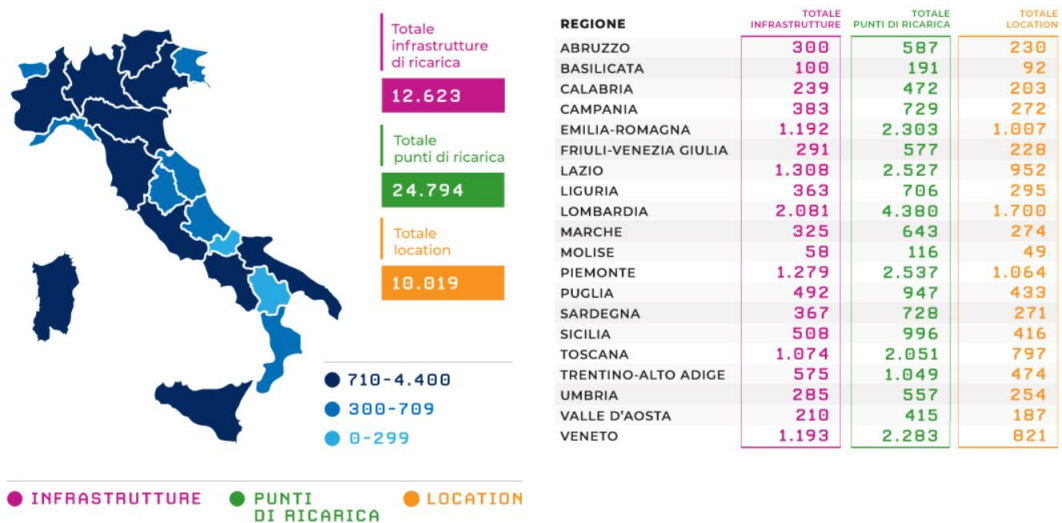 Totale
infrastrutture
di ricarica
12.623
Totale
punti di ricarica
24.794
Totale
location
10.019
710-4.400
300-709
0-299
INFRASTRUTTURE
PUNTI
DI RICARICA
LOCATION
REGIONE
TOTALE
INFRASTRUTTURE
TOTALE
PUNTI DI RICARICA
TOTALE
LOCATION
ABRUZZO 300 587 230
BASILICATA 100 191 92
CALABRIA 239 472 203
CAMPANIA 383 729 272
EMILIA-ROMAGNA 1.192 2.303 1.007
FRIULI-VENEZIA GIULIA 291 577 228
LAZIO 1.308 2.527 952
LIGURIA 363 706 295
LOMBARDIA 2.081 4.380 1.700
MARCHE 325 643 274
MOLISE 58 116 49
PIEMONTE 1.279 2.537 1.064
PUGLIA 492 947 433
SARDEGNA 367 728 271
SICILIA 508 996 416
TOSCANA 1.074 2.051 797
TRENTINO-ALTO ADIGE 575 1.049 474
UMBRIA 285 557 254
VALLE D'AOSTA 210 415 187
VENETO 1.193 2.283 821